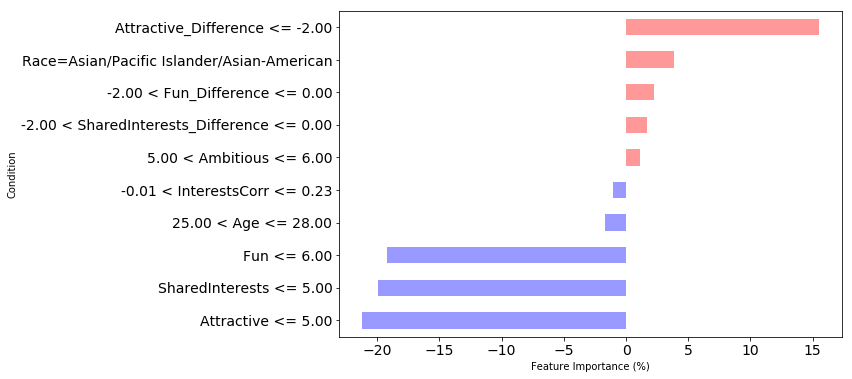 Attractive_Difference <= -2.00
Race=Asian/Pacific Islander/Asian-American
-2.00 < Fun_Difference <= 0.00
-2.00 < SharedInterests_Difference <= 0.00
5.00 < Ambitious <= 6.00
-0.01 < InterestsCorr <= 0.23
25.00 < Age <= 28.00
Fun <= 6.00
SharedInterests <= 5.00
Attractive <= 5.00
Condition
−20 −15 −10 −5 0 5 10 15
Feature Importance (%)